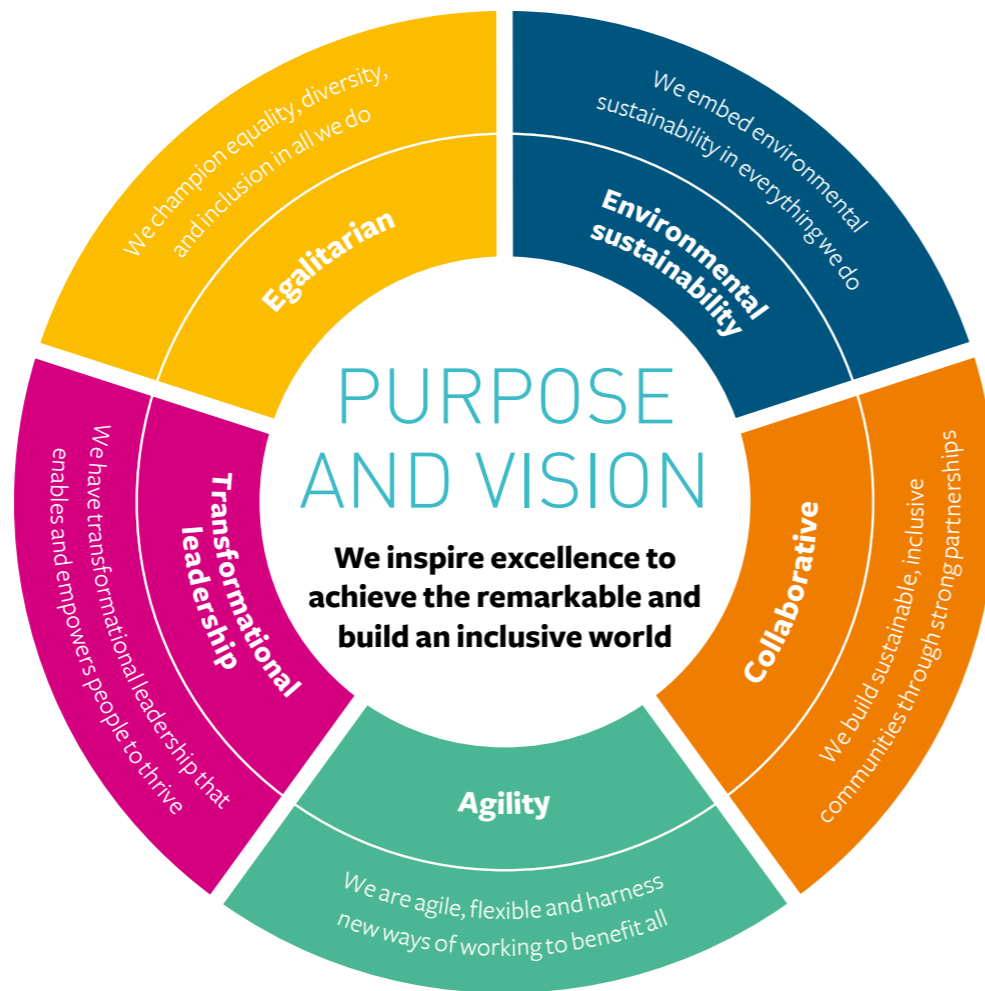 PURPOSE
AND VISION
We inspire excellence to
achieve the remarkable and
build an inclusive world
Environmental
sustainability
We embed environmental
sustainability in everything we do
Collaborative
We build sustainable, inclusive
communities through strong partnerships
Agility
We are agile, flexible and harness
new ways of working to benefit all
Transformational
leadership
We have transformational leadership that
enables and empowers people to thrive
Egalitarian
We champion equality, diversity,
and inclusion in all we do